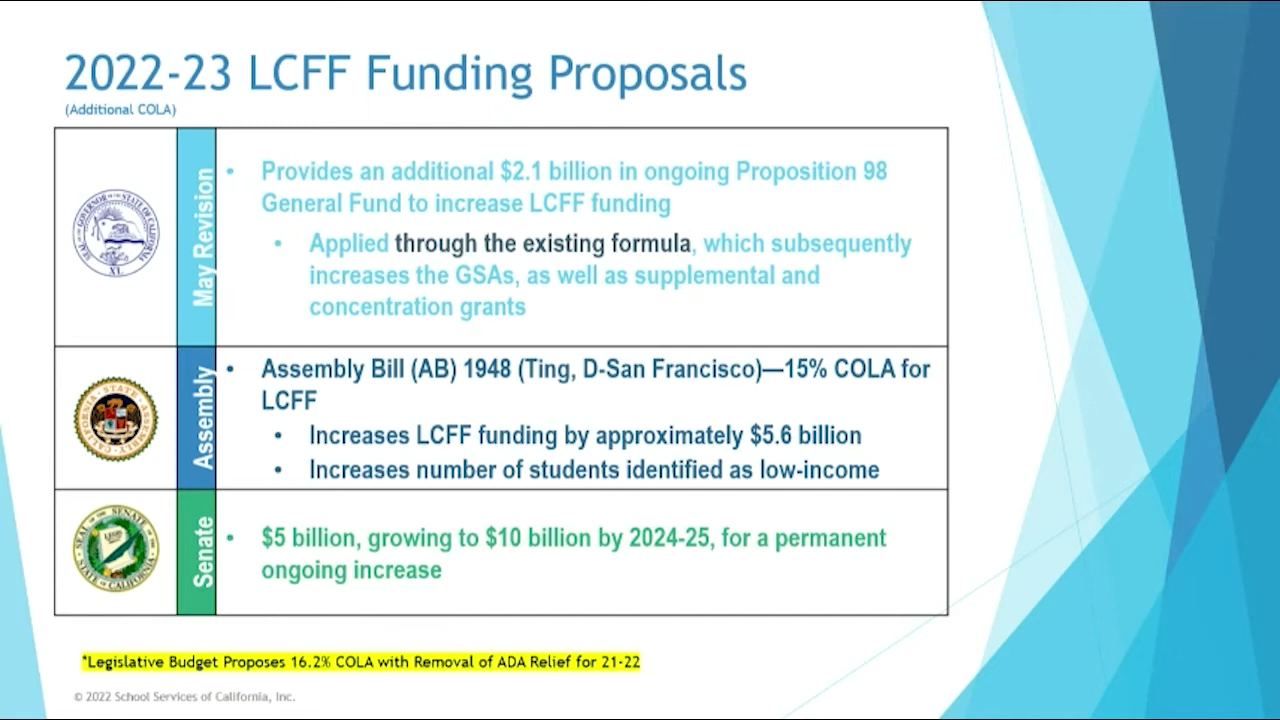 2022-23 LCFF Funding Proposals
(Additional COLA)
May Revision
• Provides an additional $2.1 billion in ongoing Proposition 98
General Fund to increase LCFF funding
• Applied through the existing formula, which subsequently
increases the GSAs, as well as supplemental and
concentration grants
Assembly
• Assembly Bill (AB) 1948 (Ting, D-San Francisco)—15% COLA for
LCFF
• Increases LCFF funding by approximately $5.6 billion
• Increases number of students identified as low-income
Senate
• $5 billion, growing to $10 billion by 2024-25, for a permanent
ongoing increase
*Legislative Budget Proposes 16.2% COLA with Removal of ADA Relief for 21-22
© 2022 School Services of California, Inc.